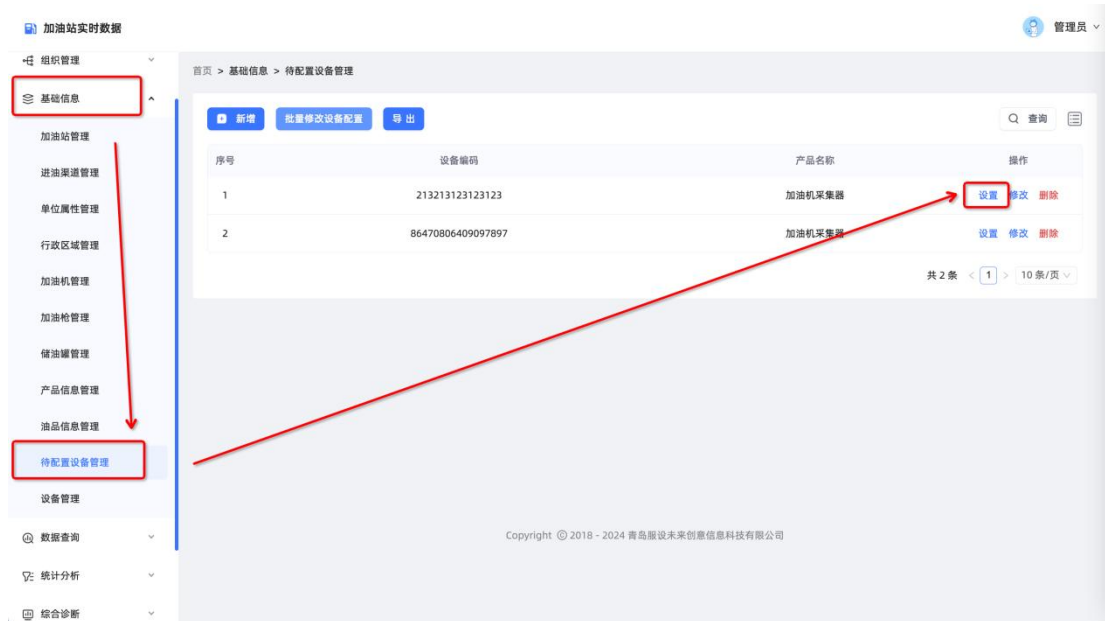 加油站实时数据
管理员
组织管理
首页 > 基础信息 > 待配置设备管理
基础信息
新增 批量修改设备配置 导出 查询
加油站管理
序号 设备编码 产品名称 操作
进油渠道管理
1 213213123123123 加油机采集器 设置 修改 删除
单位属性管理
2 86470806409097897 加油机采集器 设置 修改 删除
行政区域管理
共 2 条 < 1 > 10 条/页
加油机管理
加油枪管理
储油罐管理
产品信息管理
油品信息管理
待配置设备管理
设备管理
数据查询
Copyright © 2018 - 2024 青岛服设未来创意信息科技有限公司
统计分析
综合诊断